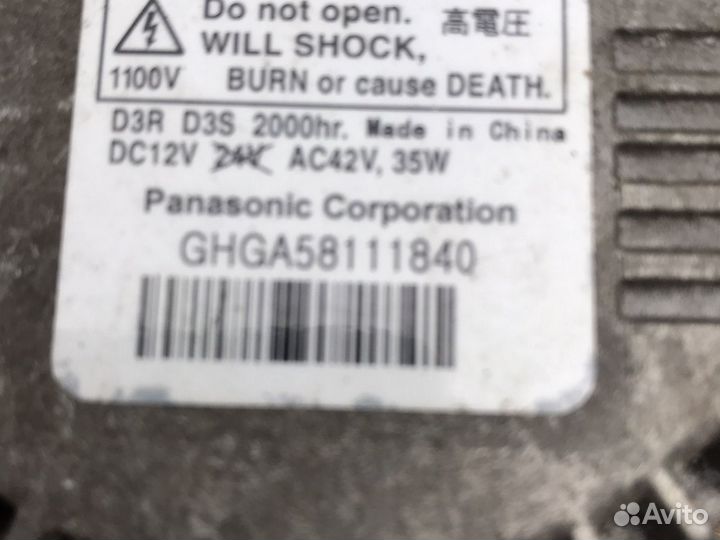 Do not open. 高電圧
WILL SHOCK,
1100V BURN or cause DEATH.
D3R D3S 2000hr. Made in China
DC12V 24V AC42V, 35W
Panasonic Corporation
GHGA58111840
Avito